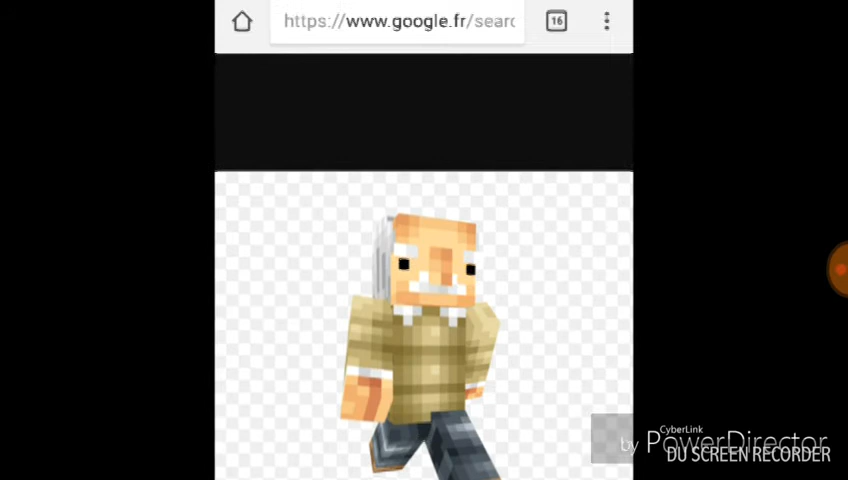 https://www.google.fr/searc
16
CyberLink
by PowerDirector
DU SCREEN RECORDER